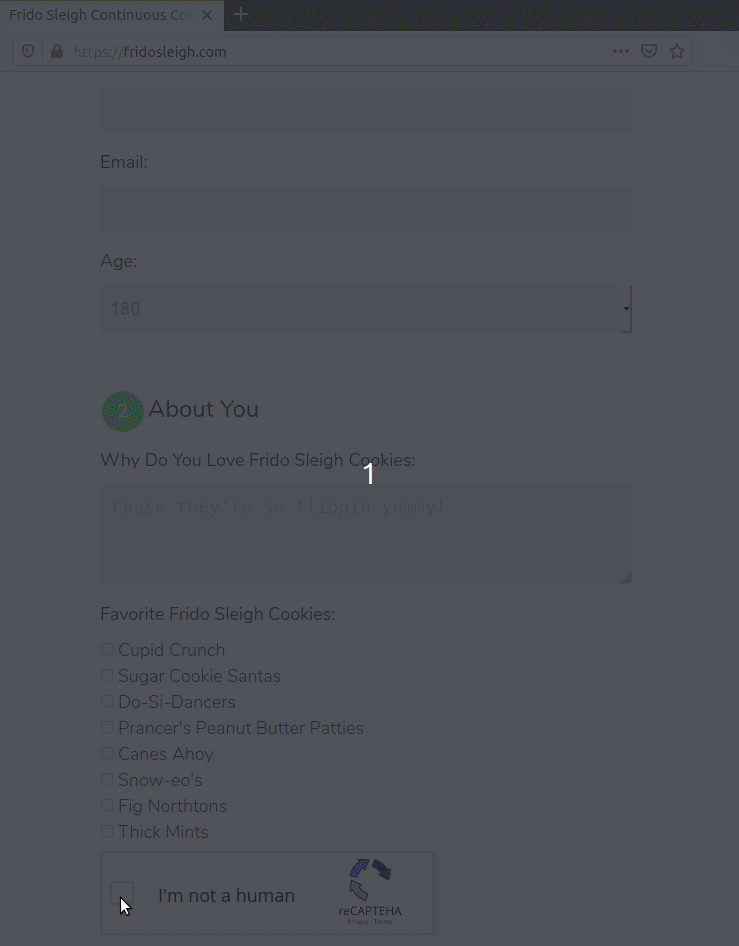 Frido Sleigh Continuous Coo
https://fridosleigh.com
Email:
Age:
180
2 About You
Why Do You Love Frido Sleigh Cookies:
1
Cause they're so flippin yummy!
Favorite Frido Sleigh Cookies:
Cupid Crunch
Sugar Cookie Santas
Do-Si-Dancers
Prancer's Peanut Butter Patties
Canes Ahoy
Snow-eo's
Fig Northtons
Thick Mints
I'm not a human
reCAPTEHA
Privacy - Terms